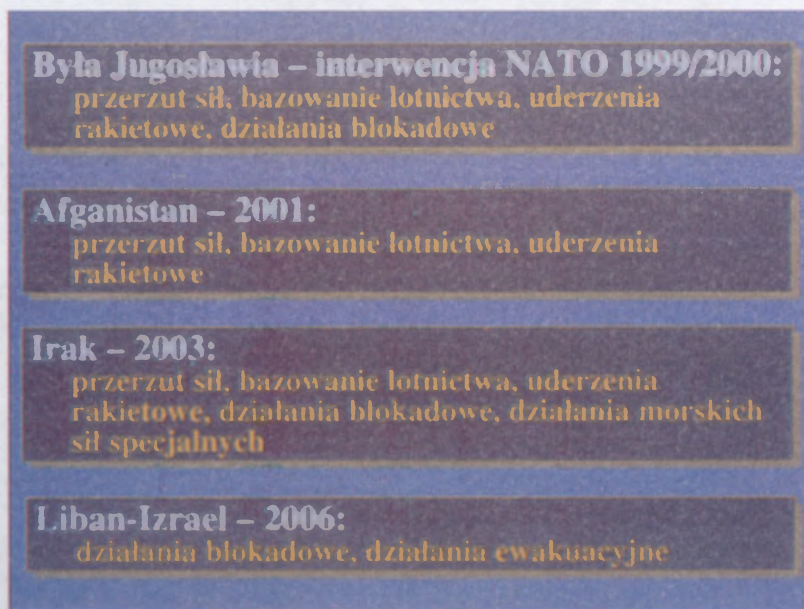 Była Jugosławia – interwencja NATO 1999/2000:
przerzut sił, bazowanie lotnictwa, uderzenia
rakietowe, działania blokadowe
Afganistan – 2001:
przerzut sił, bazowanie lotnictwa, uderzenia
rakietowe
Irak – 2003:
przerzut sił, bazowanie lotnictwa, uderzenia
rakietowe, działania blokadowe, działania morskich
sił specjalnych
Liban-Izrael – 2006:
działania blokadowe, działania ewakuacyjne